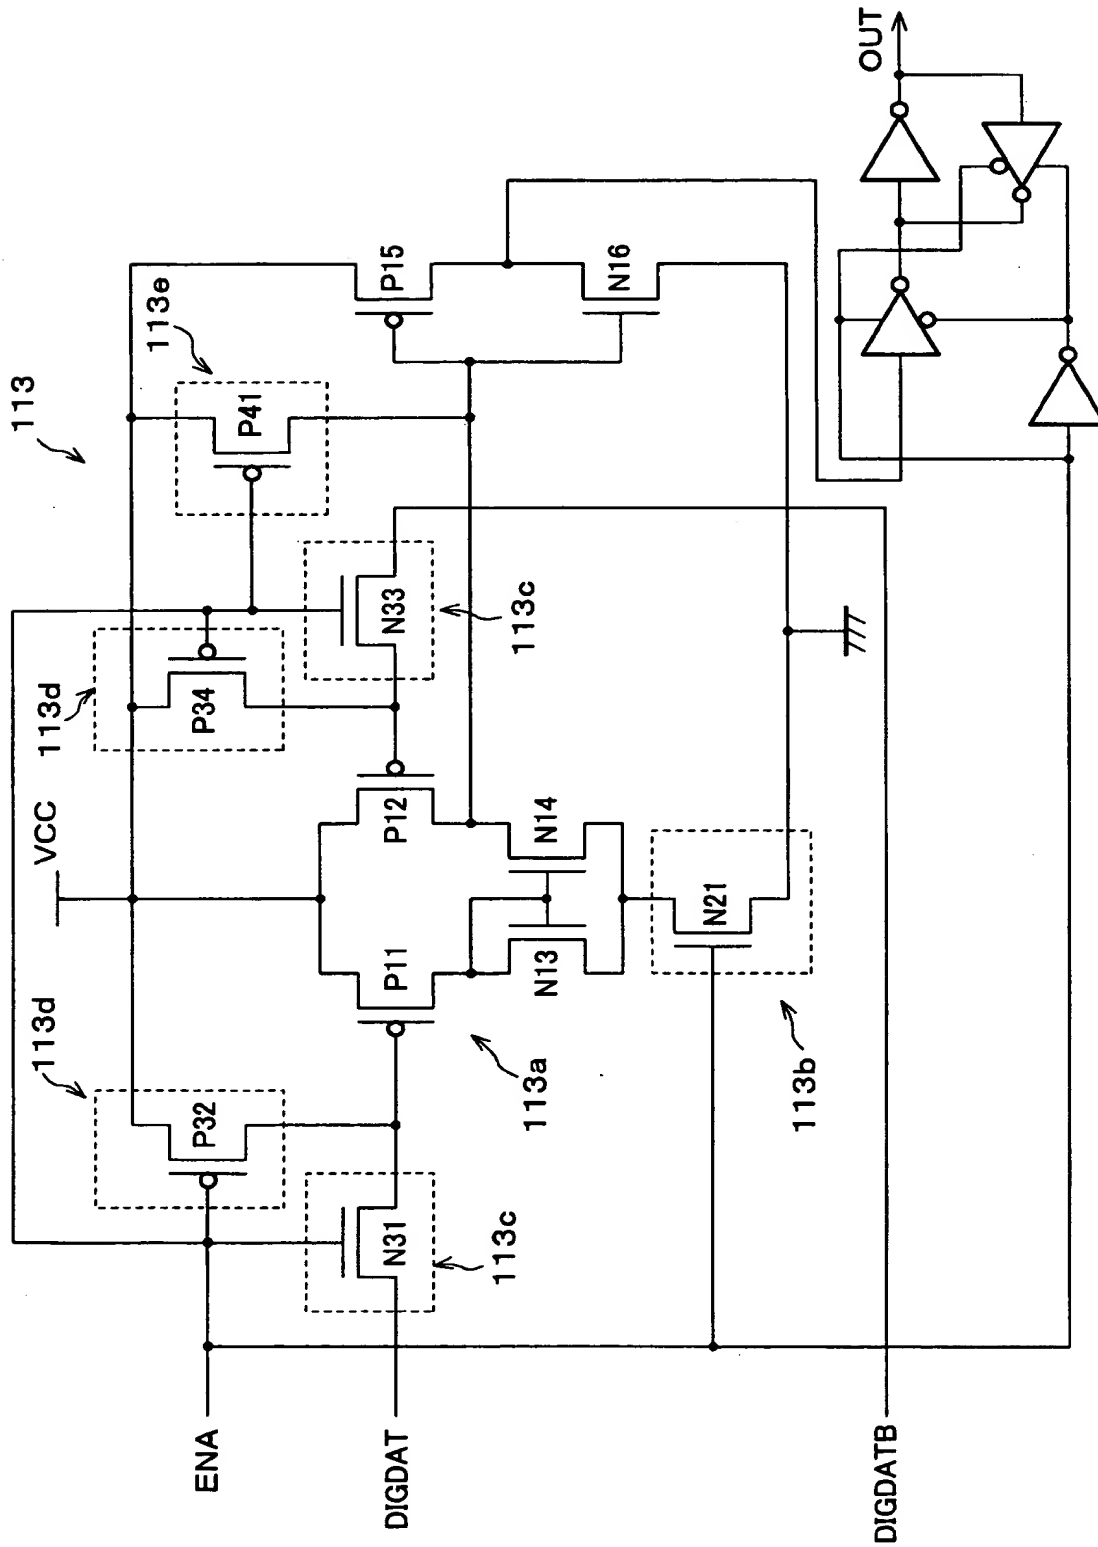 113
VCC
113d
113d
113e
P32
P34
P41
P15
N31
113c
P11
P12
N33
113c
N16
113a
N13
N14
113b
N21
ENA
DIGDAT
DIGDATB
OUT